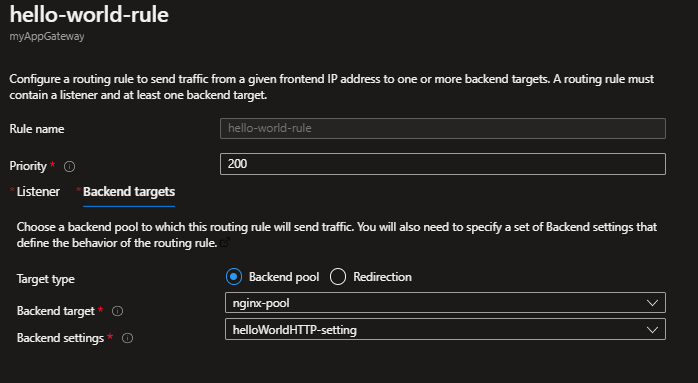 hello-world-rule
myAppGateway
Configure a routing rule to send traffic from a given frontend IP address to one or more backend targets. A routing rule must
contain a listener and at least one backend target.
Rule name hello-world-rule
Priority * 200
* Listener * Backend targets
Choose a backend pool to which this routing rule will send traffic. You will also need to specify a set of Backend settings that
define the behavior of the routing rule.
Target type Backend pool Redirection
Backend target * nginx-pool
Backend settings * helloWorldHTTP-setting